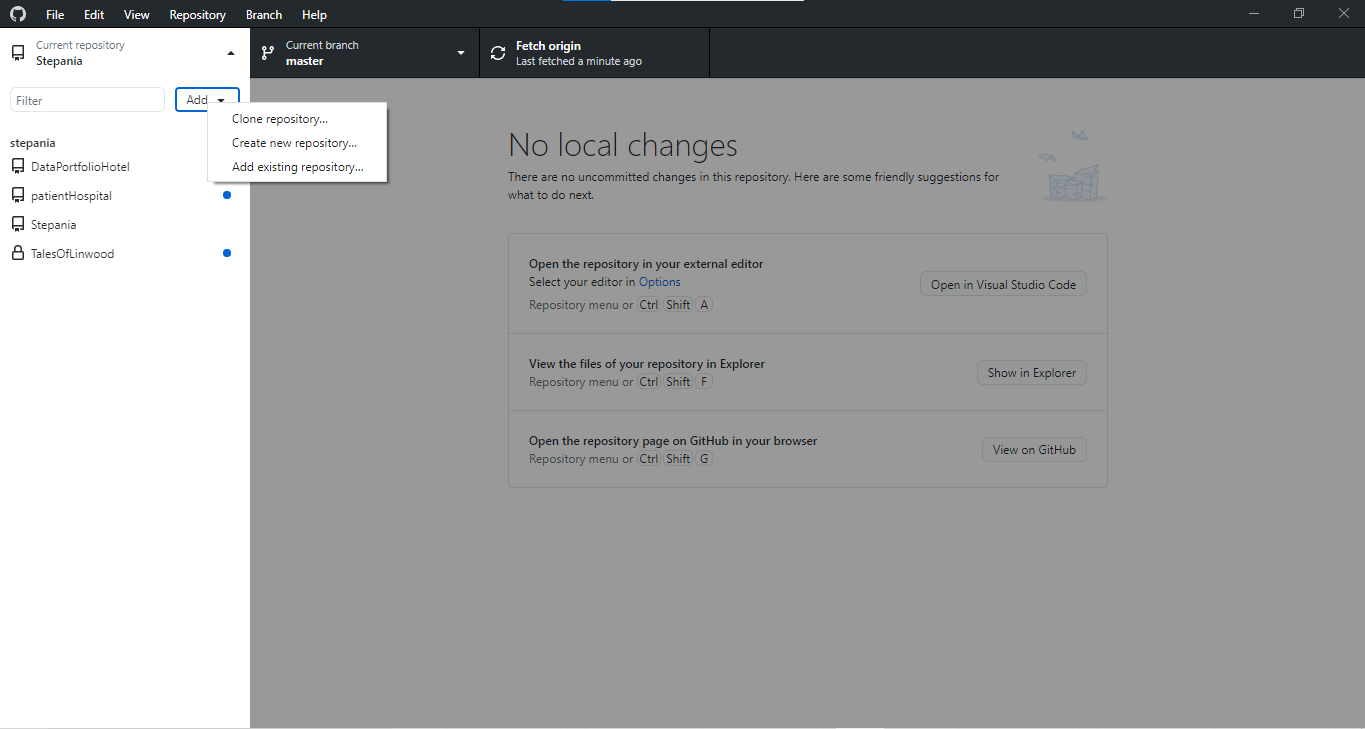 File Edit View Repository Branch Help
Current repository
Stepania
Current branch
master
Fetch origin
Last fetched a minute ago
Filter
Add
Clone repository...
Create new repository...
Add existing repository...
stepania
DataPortfolioHotel
patientHospital
Stepania
TalesOfLinwood
No local changes
There are no uncommitted changes in this repository. Here are some friendly suggestions for
what to do next.
Open the repository in your external editor
Select your editor in Options
Repository menu or Ctrl Shift A
Open in Visual Studio Code
View the files of your repository in Explorer
Repository menu or Ctrl Shift F
Show in Explorer
Open the repository page on GitHub in your browser
Repository menu or Ctrl Shift G
View on GitHub